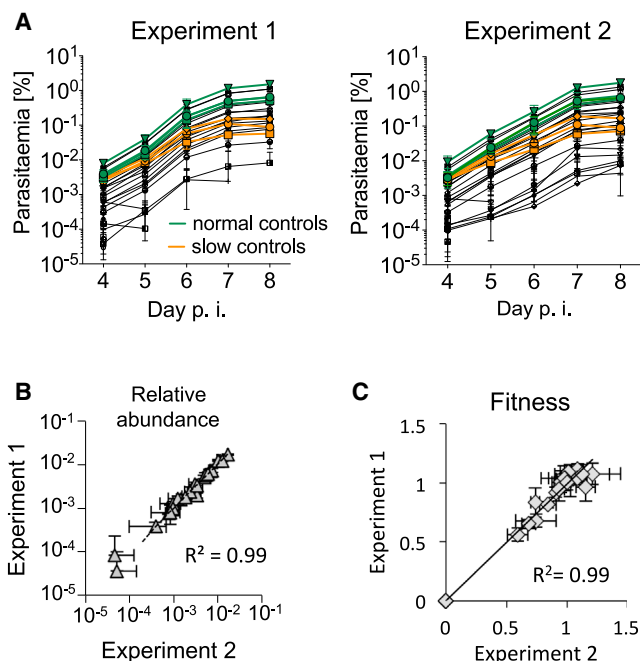 A
Experiment 1
Experiment 2
Parasitaemia [%]
10^1
10^0
10^-1
10^-2
10^-3
10^-4
10^-5
normal controls
slow controls
4 5 6 7 8
Day p. i.
Parasitaemia [%]
10^1
10^0
10^-1
10^-2
10^-3
10^-4
10^-5
4 5 6 7 8
Day p. i.
B
Relative
abundance
Experiment 1
10^-1
10^-2
10^-3
10^-4
10^-5
R² = 0.99
10^-5 10^-3 10^-2 10^-1
Experiment 2
C
Fitness
Experiment 1
1.5
1
0.5
0
R²= 0.99
0 0.5 1 1.5
Experiment 2